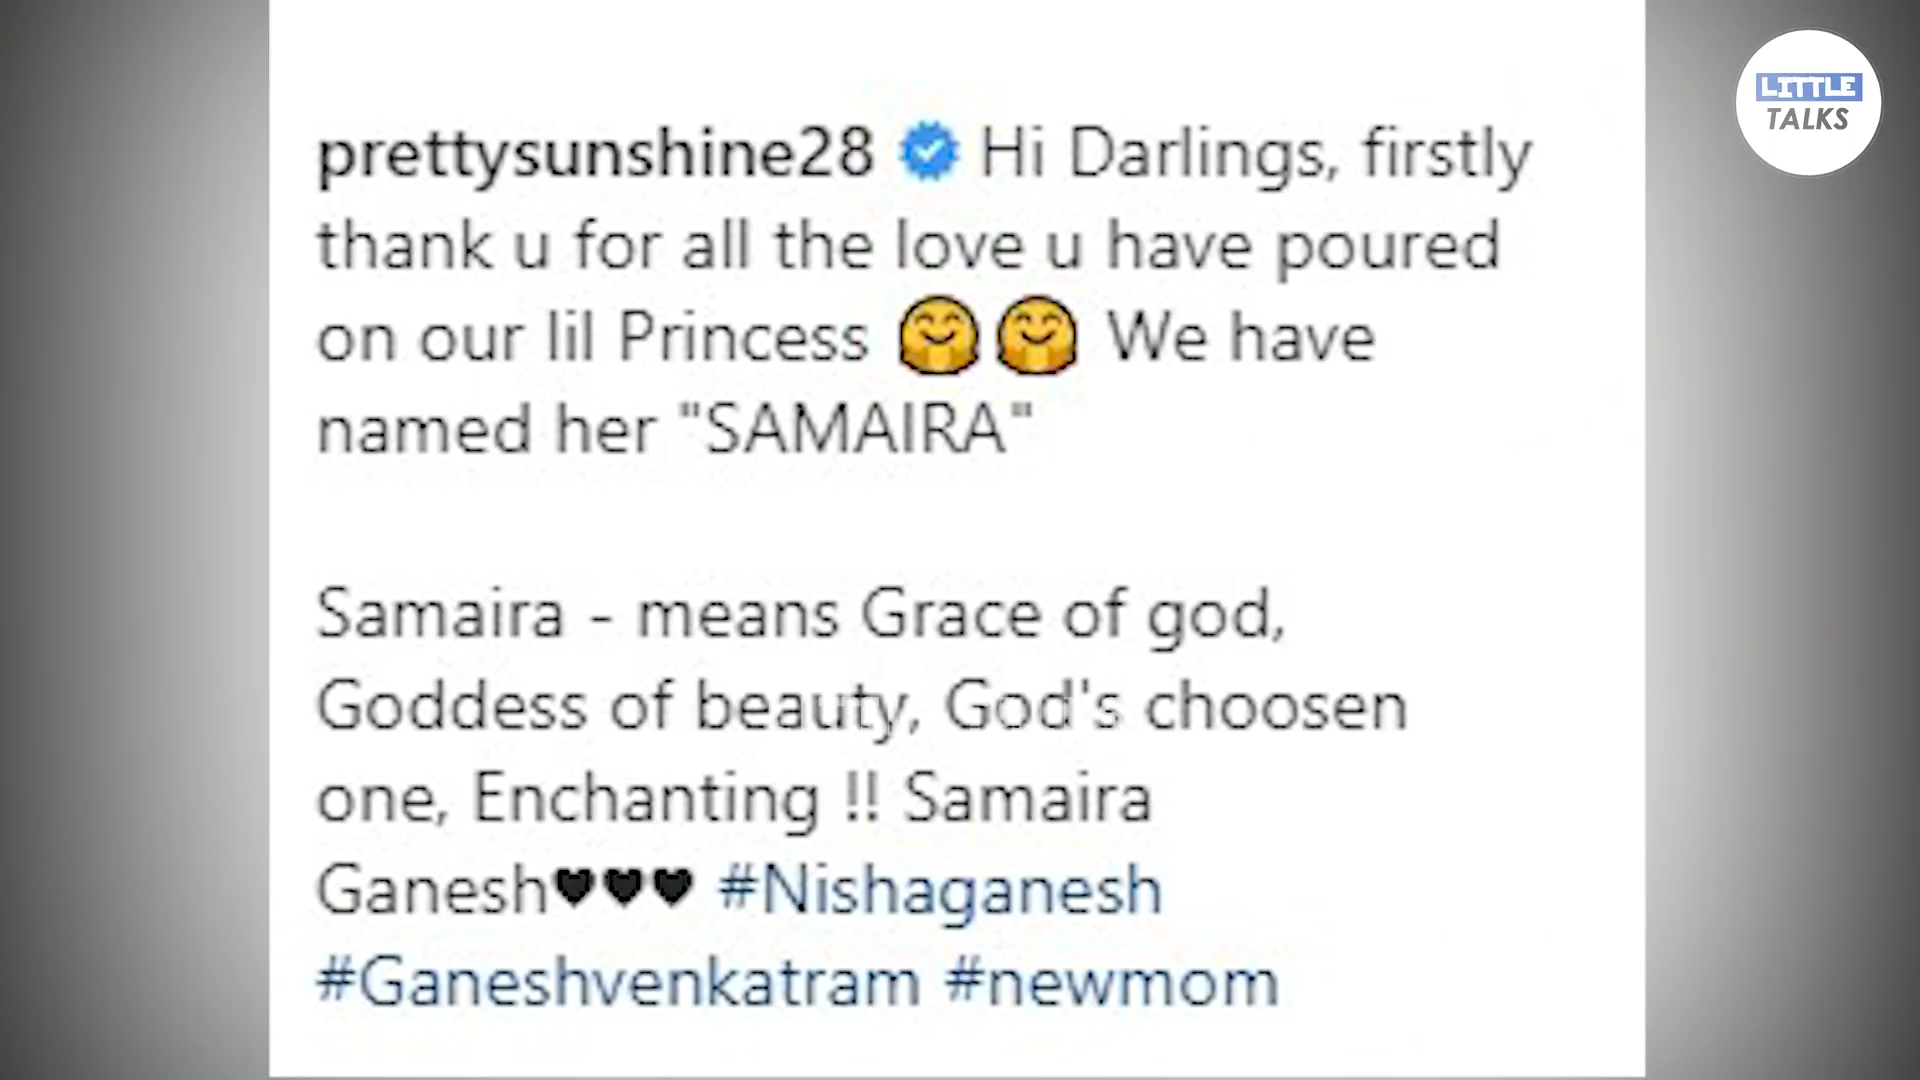 LITTLE
TALKS
prettysunshine28 Hi Darlings, firstly
thank u for all the love u have poured
on our lil Princess 🤗🤗 We have
named her "SAMAIRA"
Samaira - means Grace of god,
Goddess of beauty, God's choosen
one, Enchanting !! Samaira
Ganesh♥♥♥ #Nishaganesh
#Ganeshvenkatram #newmom